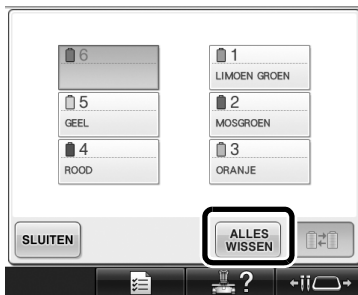 6
1
LIMOEN GROEN
5
GEEL
2
MOSGROEN
4
ROOD
3
ORANJE
SLUITEN
ALLES
WISSEN
?